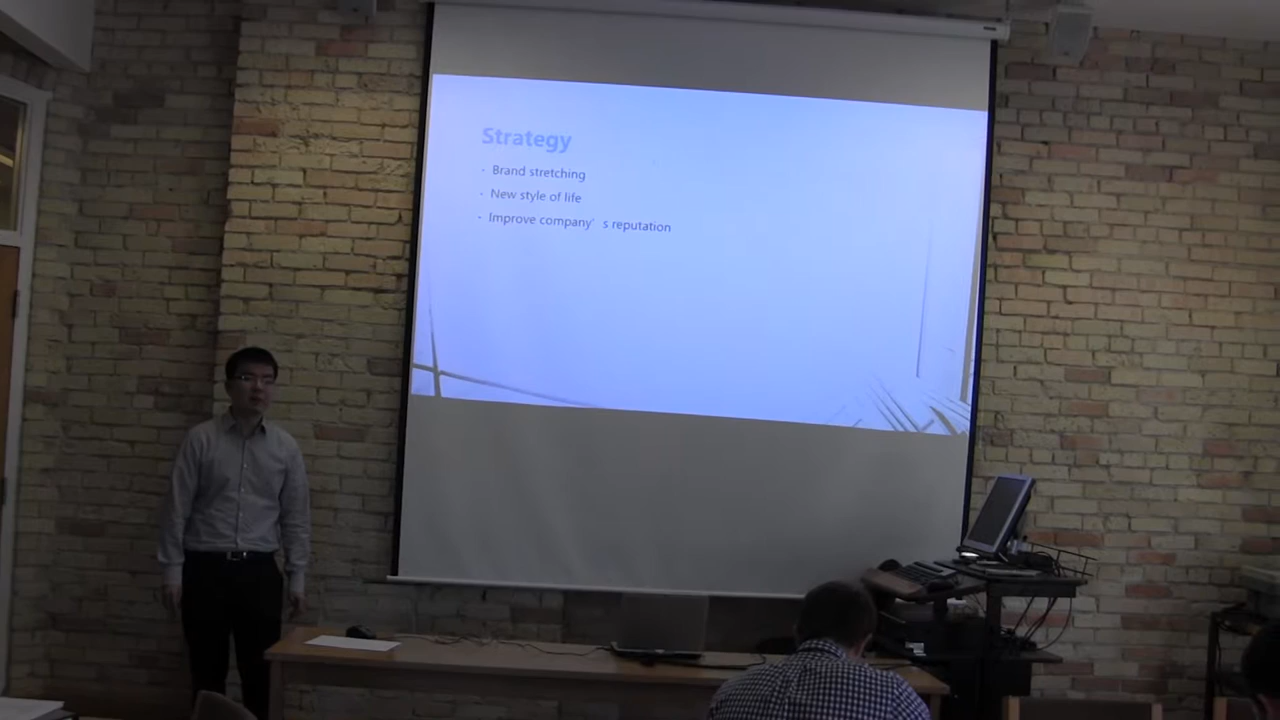 Strategy
- Brand stretching
- New style of life
- Improve company’ s reputation